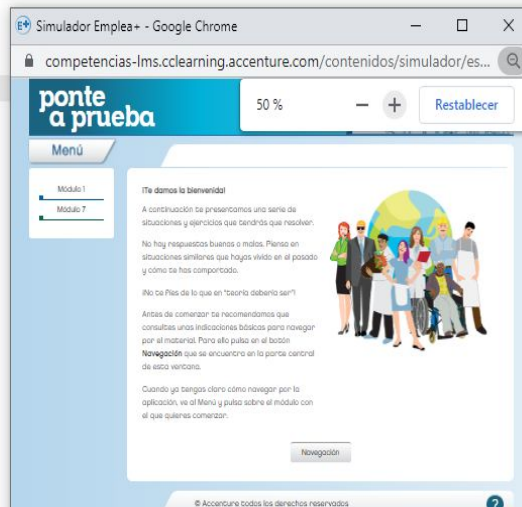 Simulador Emplea+ - Google Chrome
competencias-lms.cclearning.accenture.com/contenidos/simulador/es...
ponte
a prueba
50 %
Restablecer
Menú
Módulo 1
Módulo 7
¡Te damos la bienvenida!
A continuación te presentamos una serie de
situaciones y ejercicios que tendrás que resolver.
No hay respuestas buenas o malas. Piensa en
situaciones similares que hayas vivido en el pasado
y cómo te has comportado.
¡No te fíes de lo que en "teoría debería ser"!
Antes de comenzar te recomendamos que
consultes unas indicaciones básicas para navegar
por el material. Para ello pulsa en el botón
Navegación que se encuentra en la parte central
de esta ventana.
Cuando ya tengas claro cómo navegar por la
aplicación, ve al Menú y pulsa sobre el módulo con
el que quieres comenzar.
Navegación
© Accenture todos los derechos reservados
?